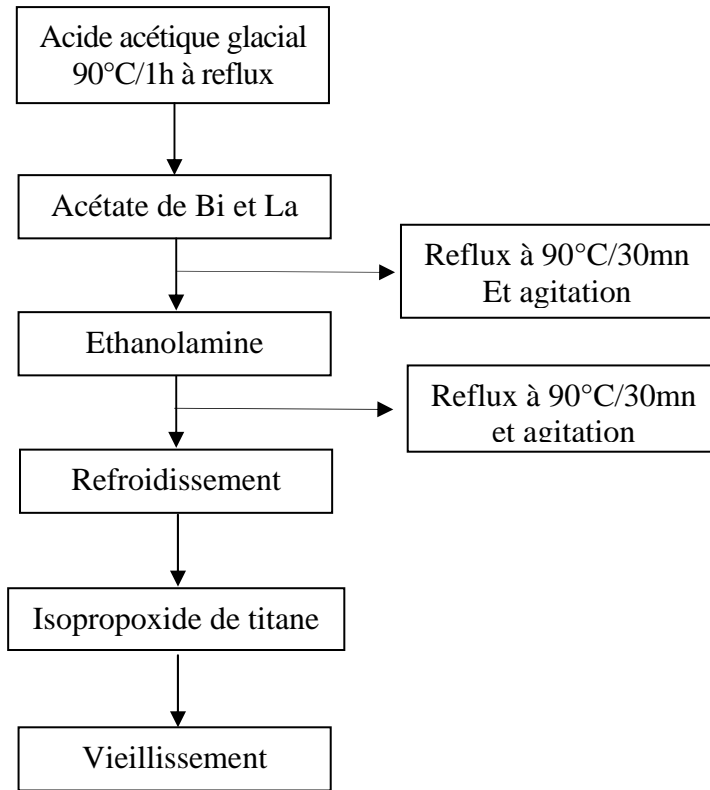 Acide acétique glacial
90°C/1h à reflux
Acétate de Bi et La
Reflux à 90°C/30mn
Et agitation
Ethanolamine
Reflux à 90°C/30mn
et agitation
Refroidissement
Isopropoxide de titane
Vieillissement